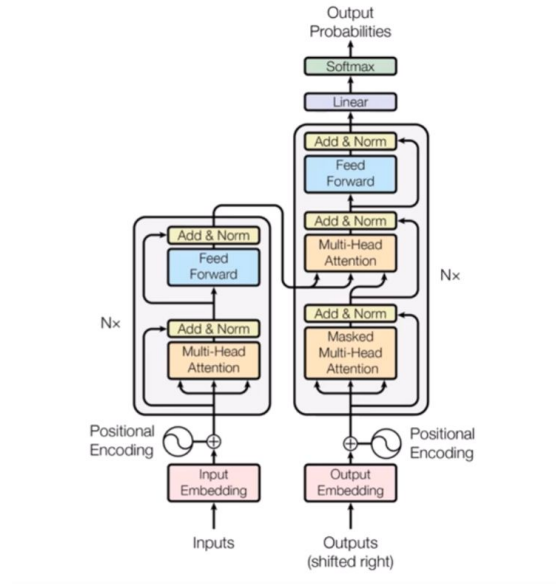 Output
Probabilities
Softmax
Linear
Add & Norm
Feed
Forward
Add & Norm
Multi-Head
Attention
Nx
Add & Norm
Masked
Multi-Head
Attention
Positional
Encoding
Output
Embedding
Outputs
(shifted right)
Add & Norm
Feed
Forward
Nx
Add & Norm
Multi-Head
Attention
Positional
Encoding
Input
Embedding
Inputs